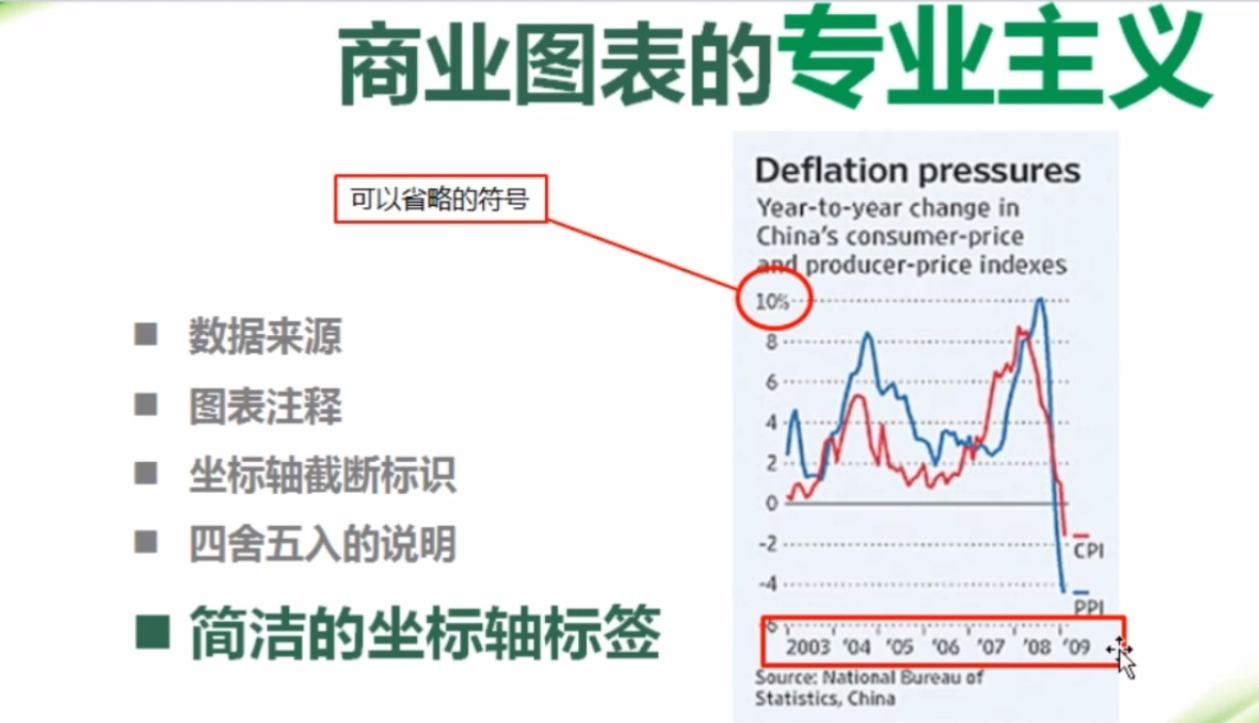 商业图表的专业主义
可以省略的符号
数据来源
图表注释
坐标轴截断标识
四舍五入的说明
简洁的坐标轴标签
Deflation pressures
Year-to-year change in
China's consumer-price
and producer-price indexes
10%
8
6
4
2
0
-2
CPI
-4
PPI
-6
2003 '04 '05 '06 '07 '08 '09
Source: National Bureau of
Statistics, China